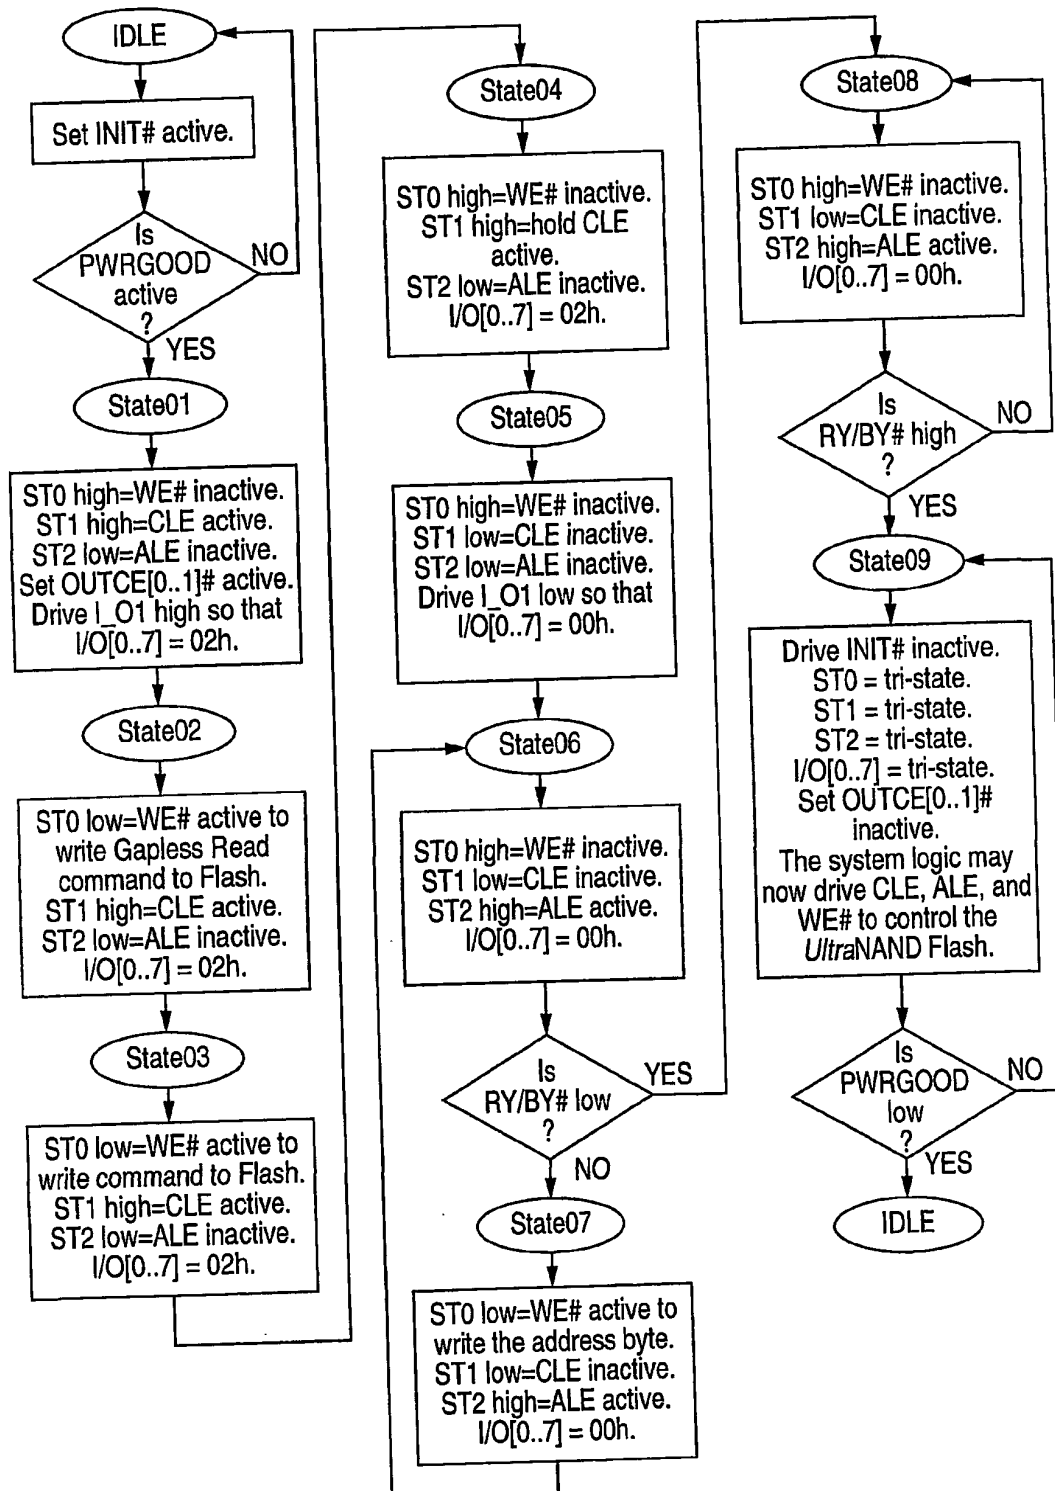 IDLE
Set INIT# active.
Is
PWRGOOD
active
?
NO
YES
State01
ST0 high=WE# inactive.
ST1 high=CLE active.
ST2 low=ALE inactive.
Set OUTCE[0..1]# active.
Drive I_O1 high so that
I/O[0..7] = 02h.
State02
ST0 low=WE# active to
write Gapless Read
command to Flash.
ST1 high=CLE active.
ST2 low=ALE inactive.
I/O[0..7] = 02h.
State03
ST0 low=WE# active to
write command to Flash.
ST1 high=CLE active.
ST2 low=ALE inactive.
I/O[0..7] = 02h.
State04
ST0 high=WE# inactive.
ST1 high=hold CLE
active.
ST2 low=ALE inactive.
I/O[0..7] = 02h.
State05
ST0 high=WE# inactive.
ST1 low=CLE inactive.
ST2 low=ALE inactive.
Drive I_O1 low so that
I/O[0..7] = 00h.
State06
ST0 high=WE# inactive.
ST1 low=CLE inactive.
ST2 high=ALE active.
I/O[0..7] = 00h.
Is
RY/BY# low
?
YES
NO
State07
ST0 low=WE# active to
write the address byte.
ST1 low=CLE inactive.
ST2 high=ALE active.
I/O[0..7] = 00h.
State08
ST0 high=WE# inactive.
ST1 low=CLE inactive.
ST2 high=ALE active.
I/O[0..7] = 00h.
Is
RY/BY# high
?
NO
YES
State09
Drive INIT# inactive.
ST0 = tri-state.
ST1 = tri-state.
ST2 = tri-state.
I/O[0..7] = tri-state.
Set OUTCE[0..1]#
inactive.
The system logic may
now drive CLE, ALE, and
WE# to control the
UltraNAND Flash.
Is
PWRGOOD
low
?
NO
YES
IDLE